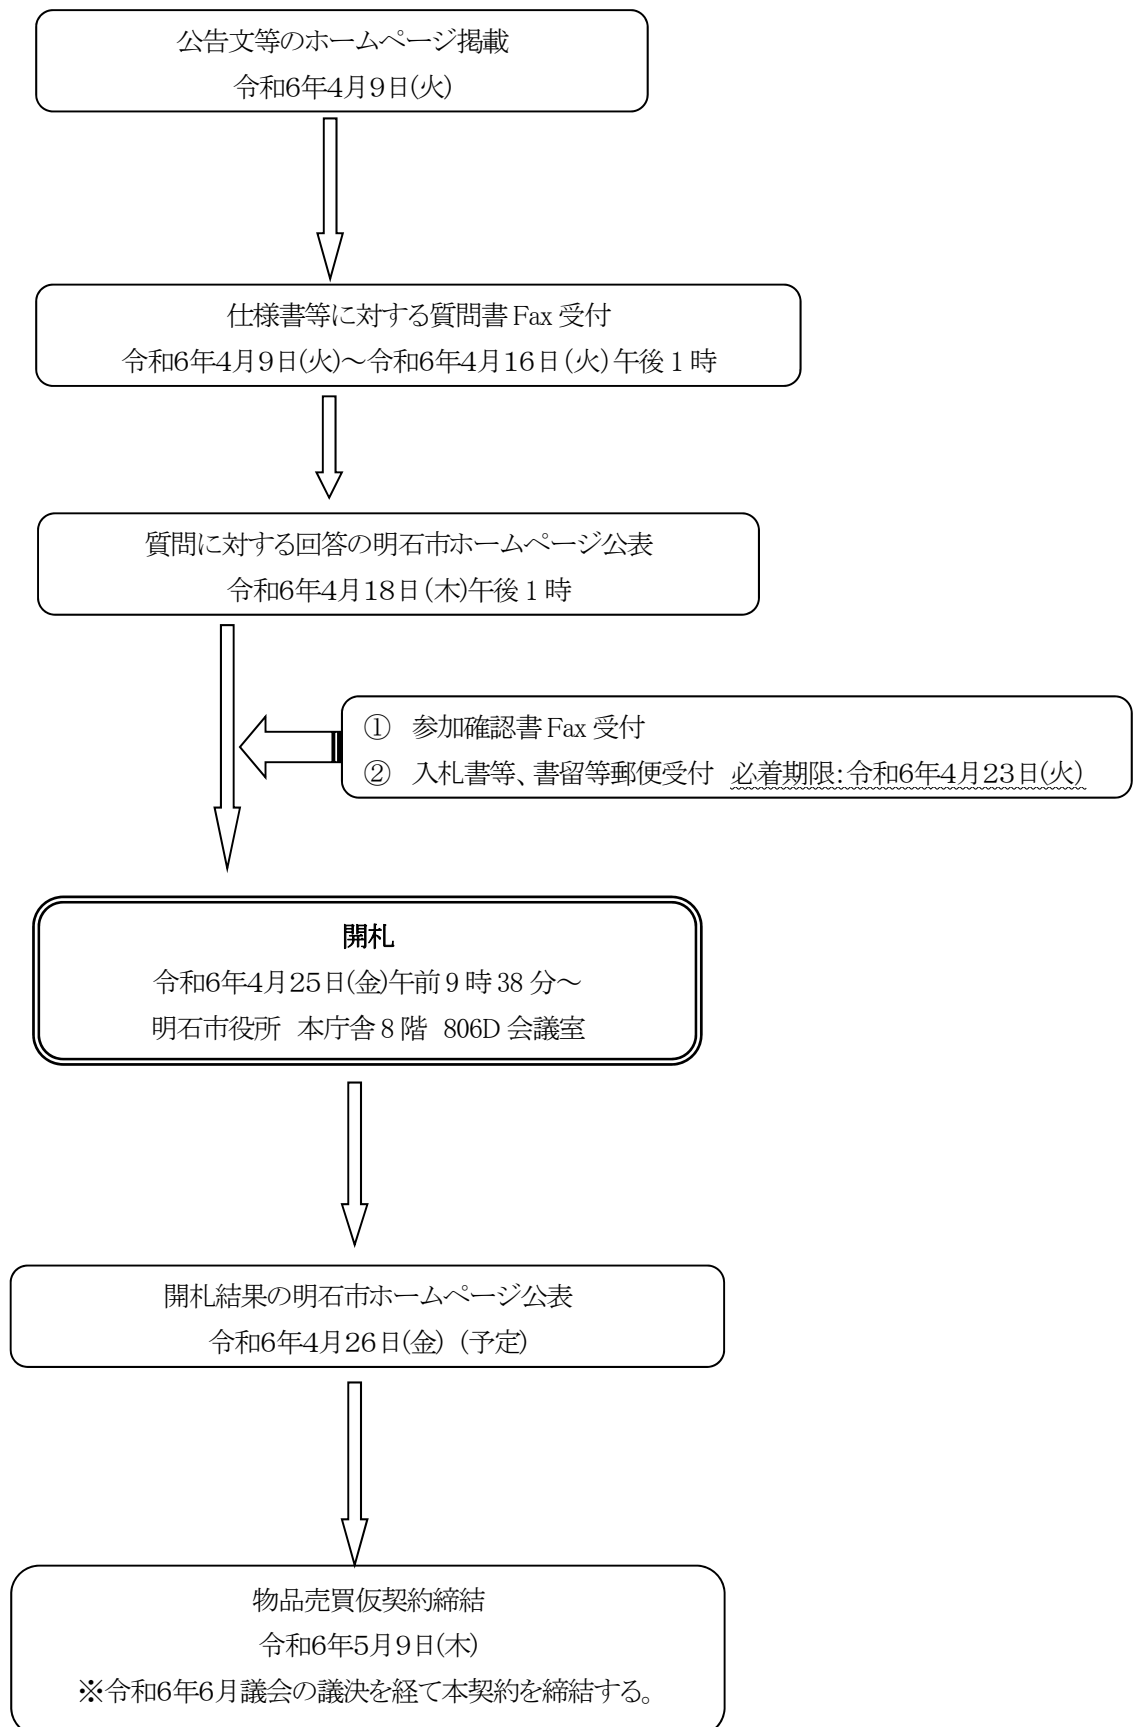 公告文等のホームページ掲載
令和6年4月9日(火)
仕様書等に対する質問書 Fax 受付
令和6年4月9日(火)～令和6年4月16日(火)午後1時
質問に対する回答の明石市ホームページ公表
令和6年4月18日(木)午後1時
① 参加確認書 Fax 受付
② 入札書等、書留等郵便受付 必着期限:令和6年4月23日(火)
開札
令和6年4月25日(金)午前9時38分～
明石市役所 本庁舎8階 806D会議室
開札結果の明石市ホームページ公表
令和6年4月26日(金) (予定)
物品売買仮契約締結
令和6年5月9日(木)
※令和6年6月議会の議決を経て本契約を締結する。